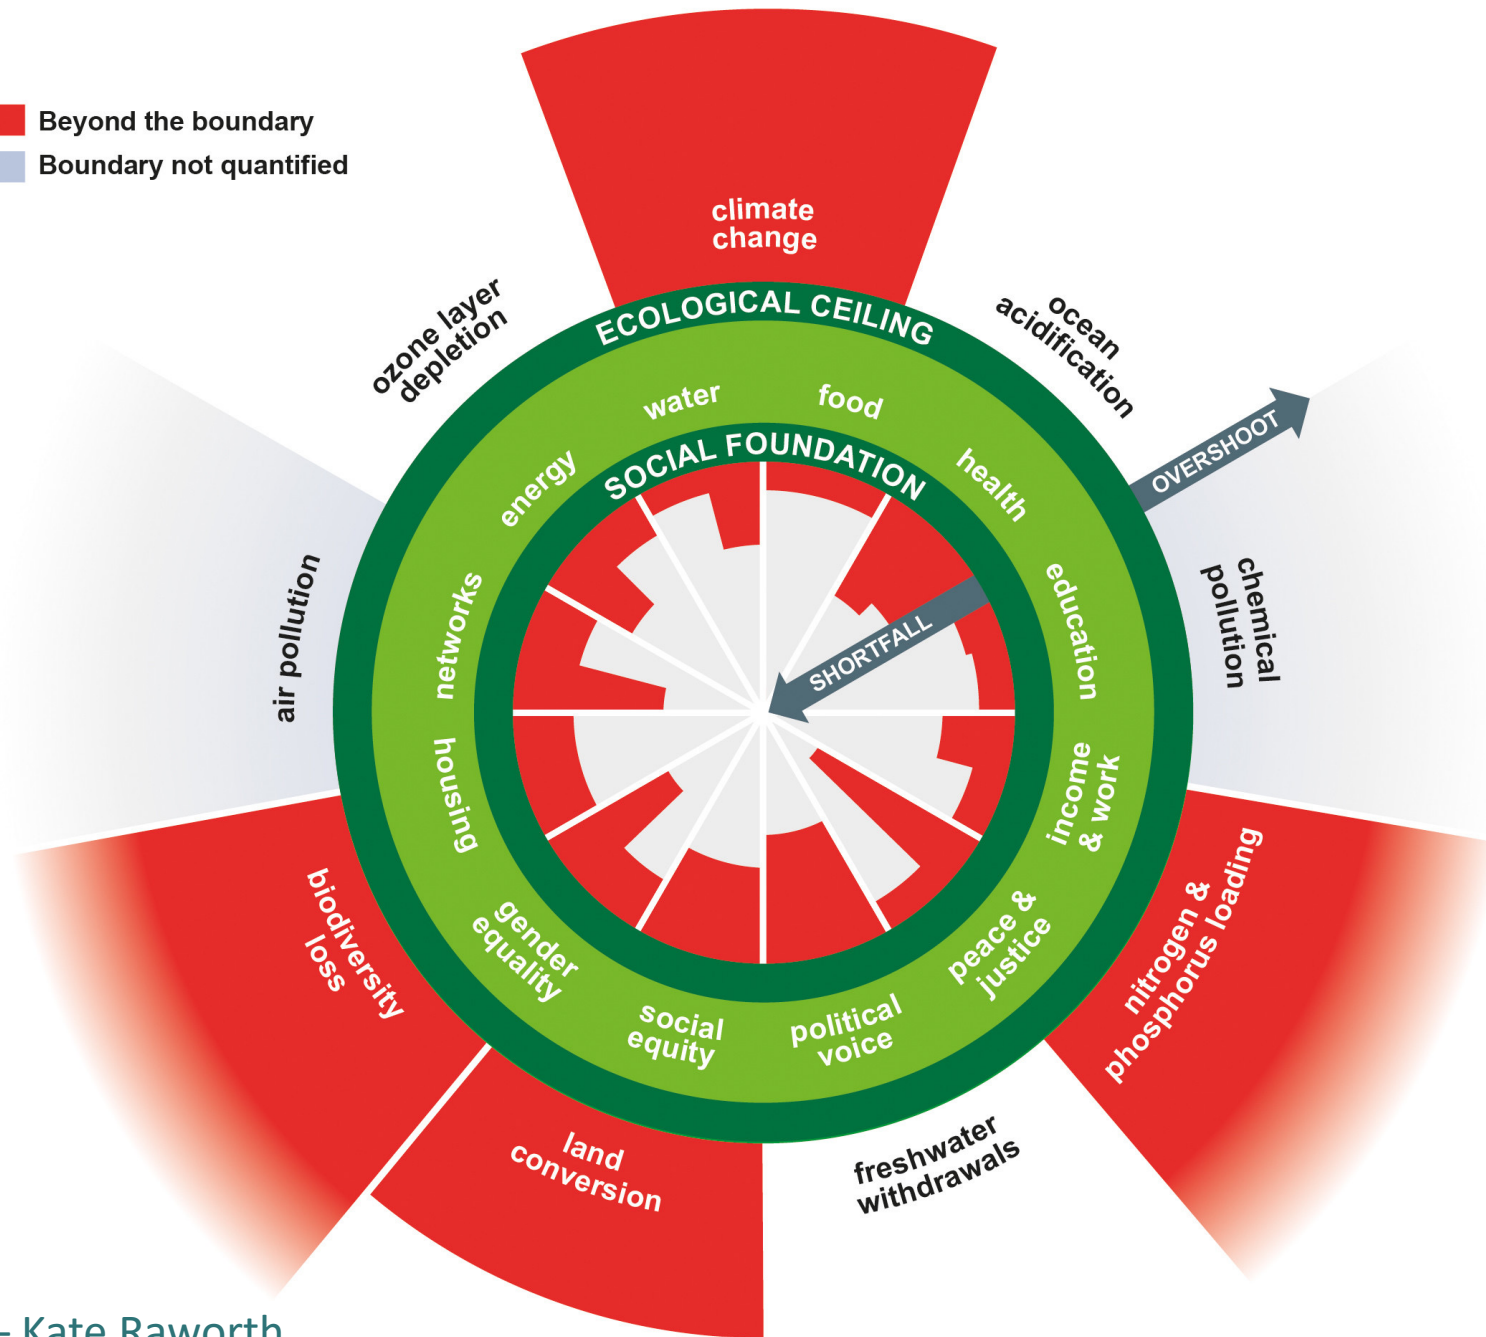 Beyond the boundary
Boundary not quantified
climate
change
ozone layer
depletion
ocean
acidification
ECOLOGICAL CEILING
water
food
energy
health
SOCIAL FOUNDATION
OVERSHOOT
air pollution
networks
education
chemical
pollution
SHORTFALL
housing
income
& work
biodiversity
loss
gender
equality
peace &
justice
nitrogen &
phosphorus loading
social
equity
political
voice
land
conversion
freshwater
withdrawals
- Kate Raworth